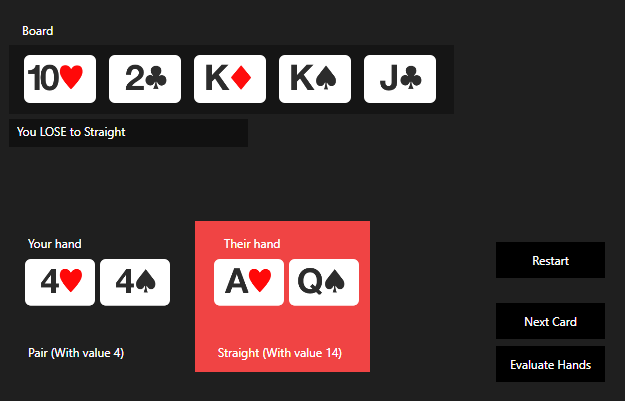 Board
10♥ 2♣ K♦ K♠ J♣
You LOSE to Straight
Your hand
4♥ 4♠
Pair (With value 4)
Their hand
A♥ Q♠
Straight (With value 14)
Restart
Next Card
Evaluate Hands